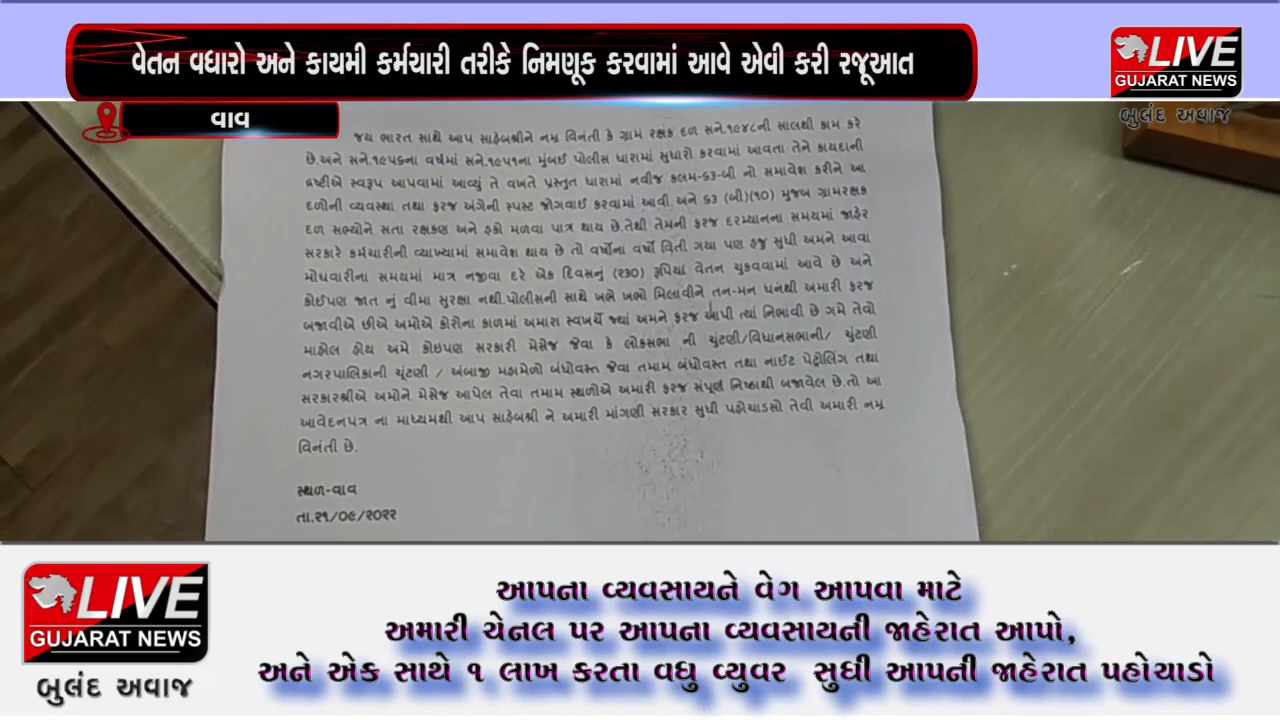 વેતન વધારો અને કાયમી કર્મચારી તરીકે નિમણૂક કરવામાં આવે એવી કરી રજૂઆત
LIVE
GUJARAT NEWS
બુલંદ અવાજ
વાવ
જય ભારત સાથે આપ સાહેબશ્રીને નમ્ર વિનંતી કે ગ્રામ રક્ષક દળ સને.૧૯૪૮ની સાલથી કામ કરે
છે.અને સને.૧૯૫૬ના વર્ષમાં સને.૧૯૫૧ના મુંબઈ પોલીસ ધારામાં સુધારો કરવામાં આવતા તેને કાયદાની
દ્રષ્ટીએ સ્વરૂપ આપવામાં આવ્યું તે વખતે પ્રસ્તુત ધારામાં નવીજ કલમ-૬૩-બી નો સમાવેશ કરીને આ
દળોની વ્યવસ્થા તથા ફરજ અંગેની સ્પસ્ટ જોગવાઈ કરવામાં આવી અને ૬૩ (બી)(૧૦) મુજબ ગ્રામરક્ષક
દળ સભ્યોને સતા રક્ષકણ અને હકો મળવા પાત્ર થાય છે.તેથી તેમની ફરજ દરમ્યાનના સમયમાં જાહેર
સરકારે કર્મચારીની વ્યાખ્યામાં સમાવેશ થાય છે તો વર્ષોના વર્ષો વિતી ગયા પણ હજુ સુધી અમને આવા
મોઘવારીના સમયમાં માત્ર નજીવા દરે એક દિવસનું (૨૩૦) રૂપિયા વેતન ચુકવવામાં આવે છે અને
કોઈપણ જાત નું વીમા સુરક્ષા નથી.પોલીસની સાથે ખભે ખભો મિલાવીને તન-મન ધનથી અમારી ફરજ
બજાવીએ છીએ અમોએ કોરોના કાળમાં અમારા સ્વખર્ચે જ્યાં અમને ફરજ આપી ત્યાં નિભાવી છે ગમે તેવો
માહોલ હોય અમે કોઇપણ સરકારી મેસેજ જેવા કે લોકસભા ની ચુંટણી/વિધાનસભાની/ ચુંટણી
નગરપાલિકાની ચૂંટણી / અંબાજી મહામેળો બંધોવસ્ત જેવા તમામ બંધોવસ્ત તથા નાઈટ પેટ્રોલિંગ તથા
સરકારશ્રીએ અમોને મેસેજ આપેલ તેવા તમામ સ્થળોએ અમારી ફરજ સંપૂર્ણ નિષ્ઠાથી બજાવેલ છે.તો આ
આવેદનપત્ર ના માધ્યમથી આપ સાહેબશ્રી ને અમારી માંગણી સરકાર સુધી પહોચાડસો તેવી અમારી નમ્ર
વિનંતી છે.
સ્થળ-વાવ
તા.૨૧/૦૯/૨૦૨૨
LIVE
GUJARAT NEWS
બુલંદ અવાજ
આપના વ્યવસાયને વેગ આપવા માટે
અમારી ચેનલ પર આપના વ્યવસાયની જાહેરાત આપો,
અને એક સાથે ૧ લાખ કરતા વધુ વ્યુવર સુધી આપની જાહેરાત પહોચાડો